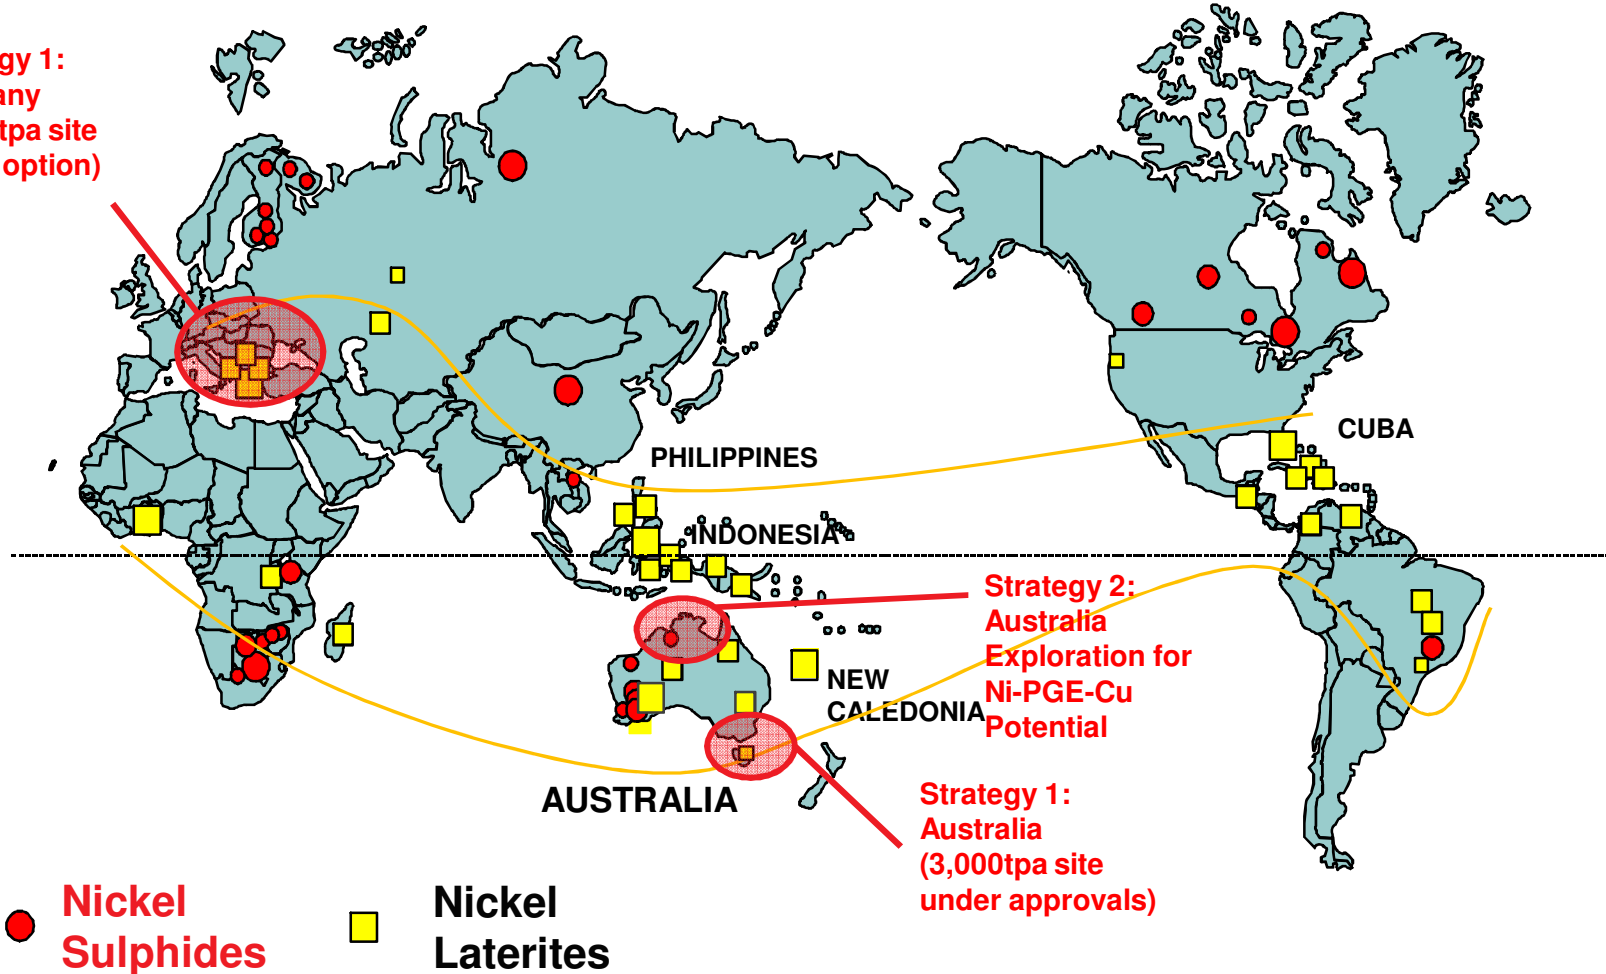 gy 1:
any
tpa site
option)
CUBA
PHILIPPINES
INDONESIA
Strategy 2:
Australia
Exploration for
Ni-PGE-Cu
Potential
NEW
CALEDONIA
AUSTRALIA
Strategy 1:
Australia
(3,000tpa site
under approvals)
Nickel
Sulphides
Nickel
Laterites